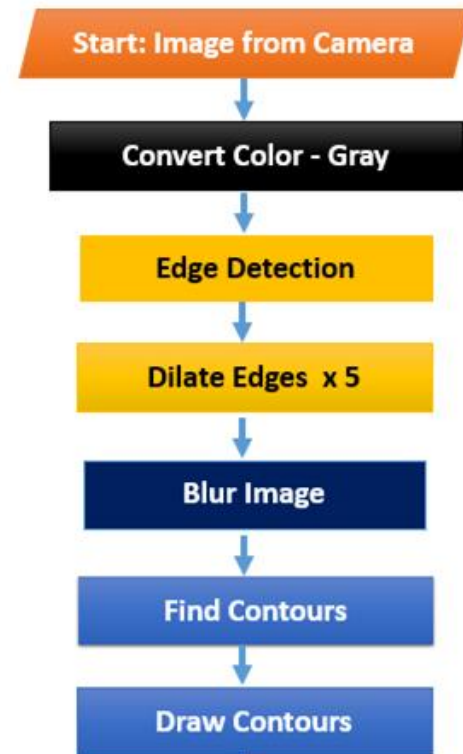 Start: Image from Camera
Convert Color - Gray
Edge Detection
Dilate Edges x 5
Blur Image
Find Contours
Draw Contours